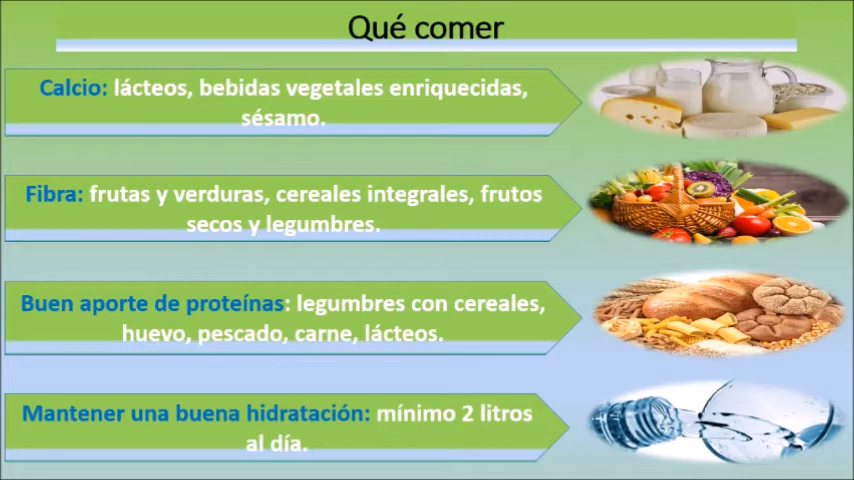 Qué comer
Calcio: lácteos, bebidas vegetales enriquecidas,
sésamo.
Fibra: frutas y verduras, cereales integrales, frutos
secos y legumbres.
Buen aporte de proteínas: legumbres con cereales,
huevo, pescado, carne, lácteos.
Mantener una buena hidratación: mínimo 2 litros
al día.